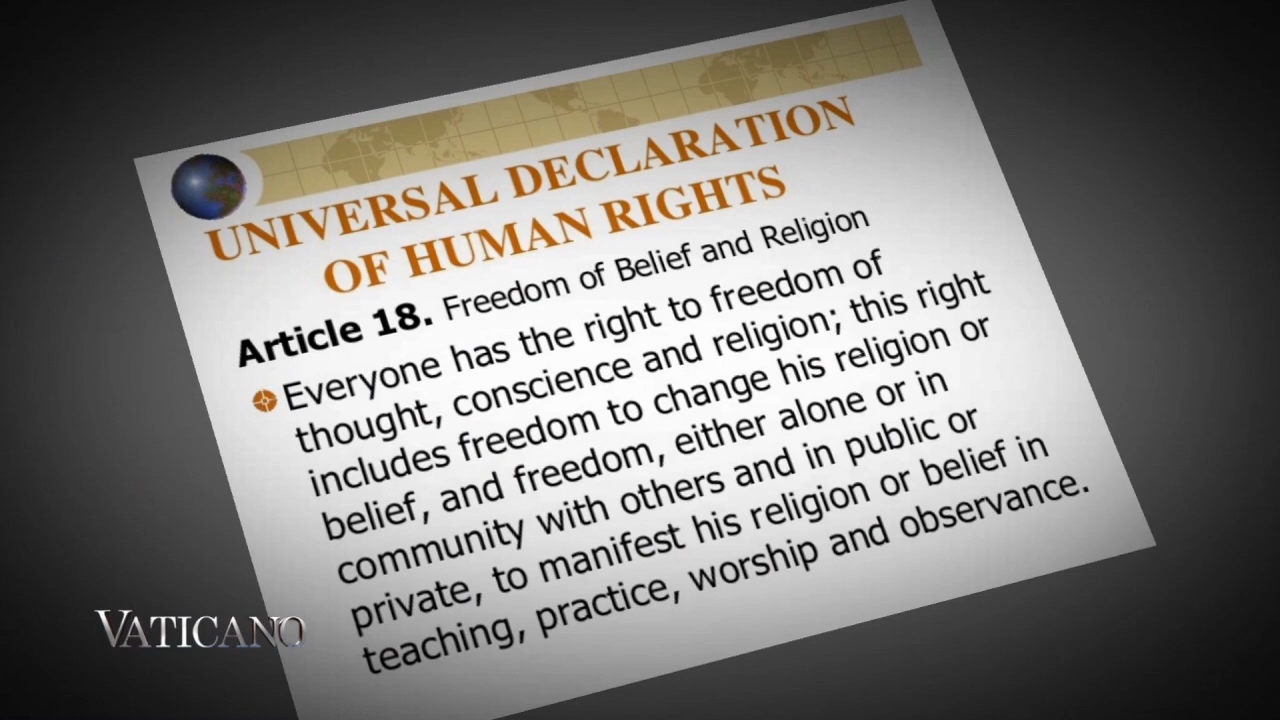 UNIVERSAL DECLARATION
OF HUMAN RIGHTS
Article 18. Freedom of Belief and Religion
Everyone has the right to freedom of
thought, conscience and religion; this right
includes freedom to change his religion or
belief, and freedom, either alone or in
community with others and in public or
private, to manifest his religion or belief in
teaching, practice, worship and observance.
VATICANO